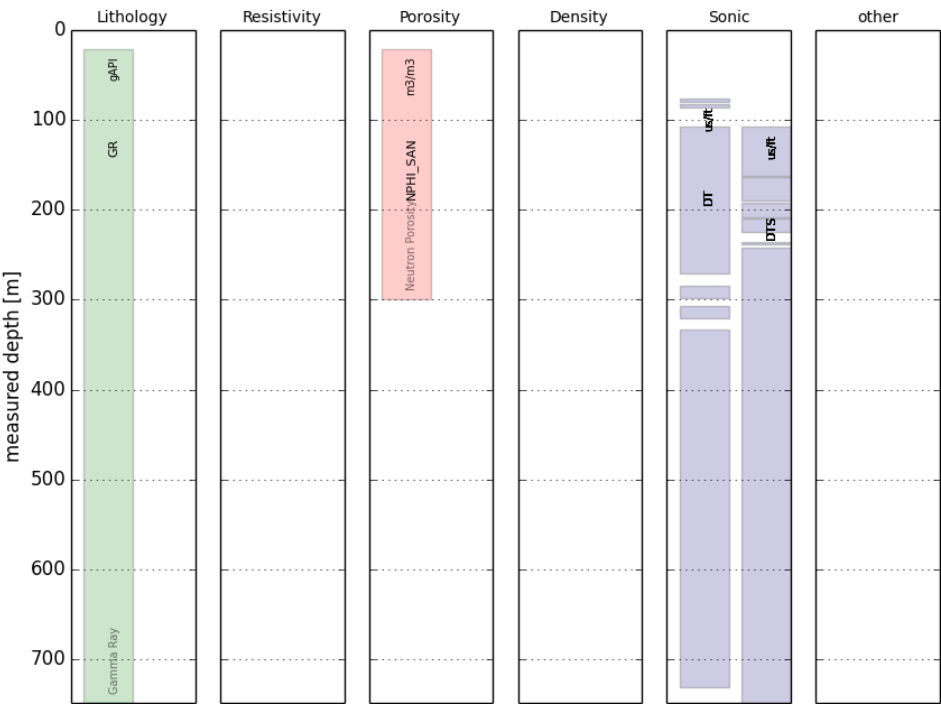 Lithology
Resistivity
Porosity
Density
Sonic
other
measured depth [m]
0
100
200
300
400
500
600
700
gAPI
GR
Gamma Ray
m3/m3
NPHI_SAN
Neutron Porosity
us/ft
DT
us/ft
DTS